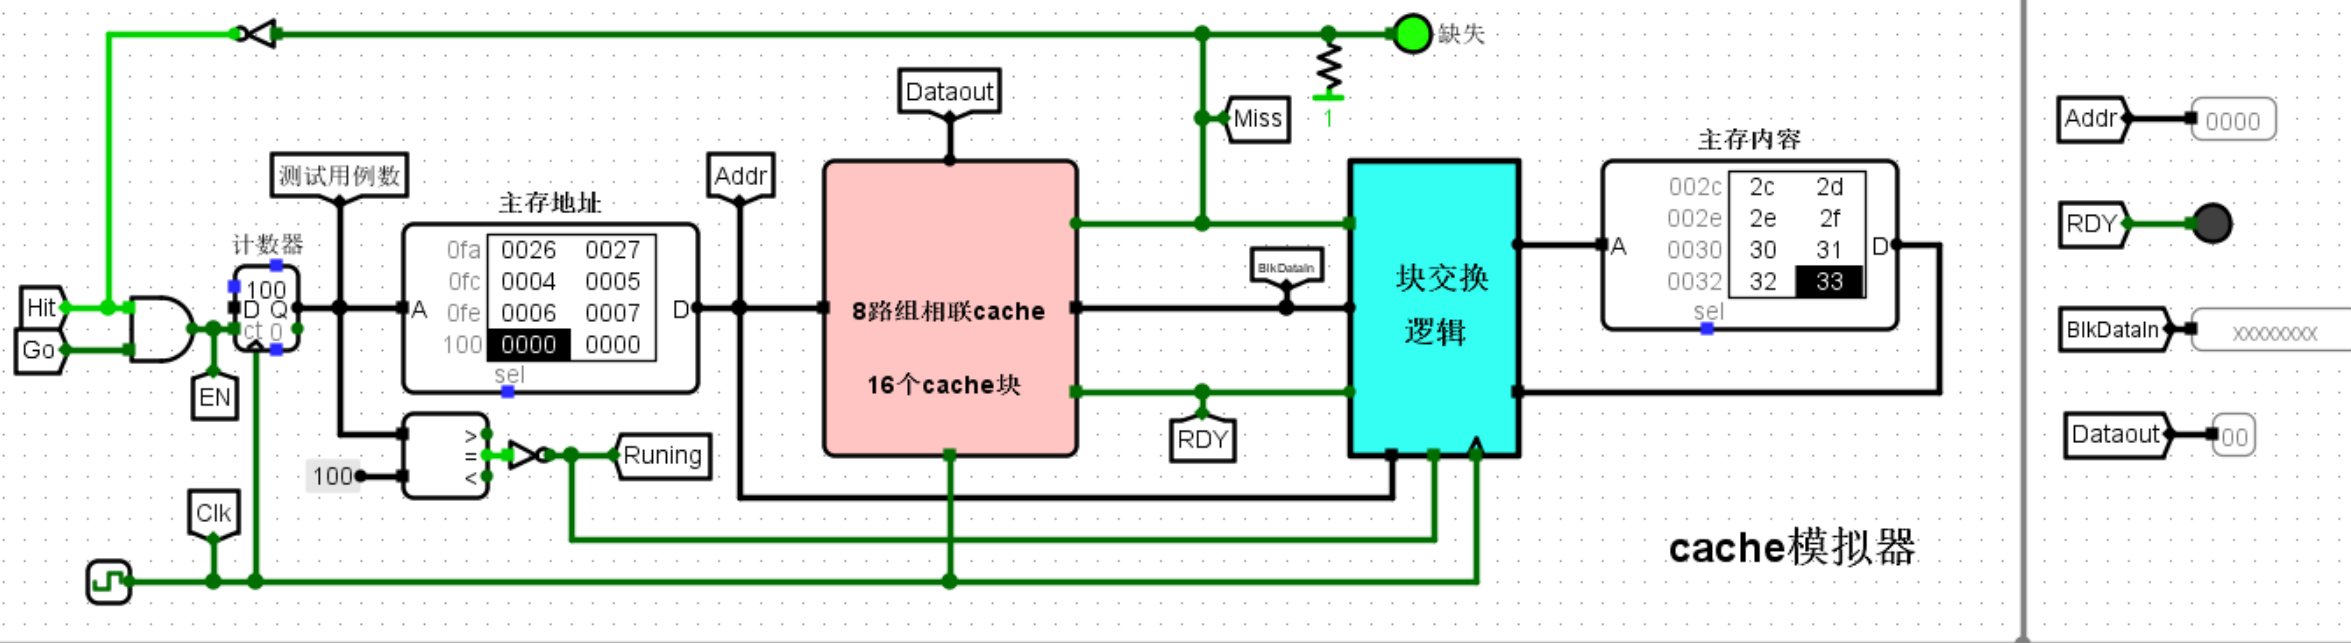 缺失
Dataout
Miss
1
Addr
0000
主存内容
测试用例数
Addr
002c 2c 2d
002e 2e 2f
0030 30 31
0032 32 33
A
D
sel
主存地址
RDY
计数器
0fa 0026 0027
0fc 0004 0005
0fe 0006 0007
100 0000 0000
A
D
sel
BlkDataIn
块交换
逻辑
8路组相联cache
16个cache块
Hit
Go
100
D Q
ct 0
EN
BlkDataIn
xxxxxxxx
>
=
<
Runing
100
RDY
Dataout
00
Clk
cache模拟器